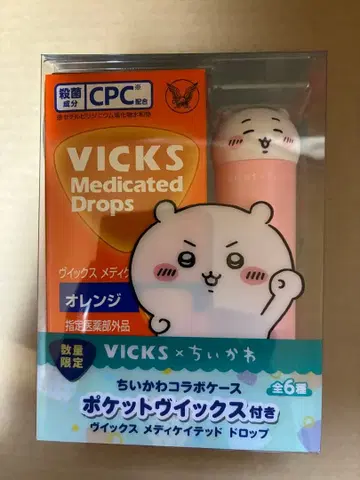 殺菌
成分
CPC※
配合
VICKS
Medicated
Drops
ヴイックス メディケ
オレンジ
指定医薬部外品
数量
限定
VICKS×ちいかわ
ちいかわコラボケース
全6種
ポケットヴイックス付き
ヴイックス メディケイテッド ドロップ